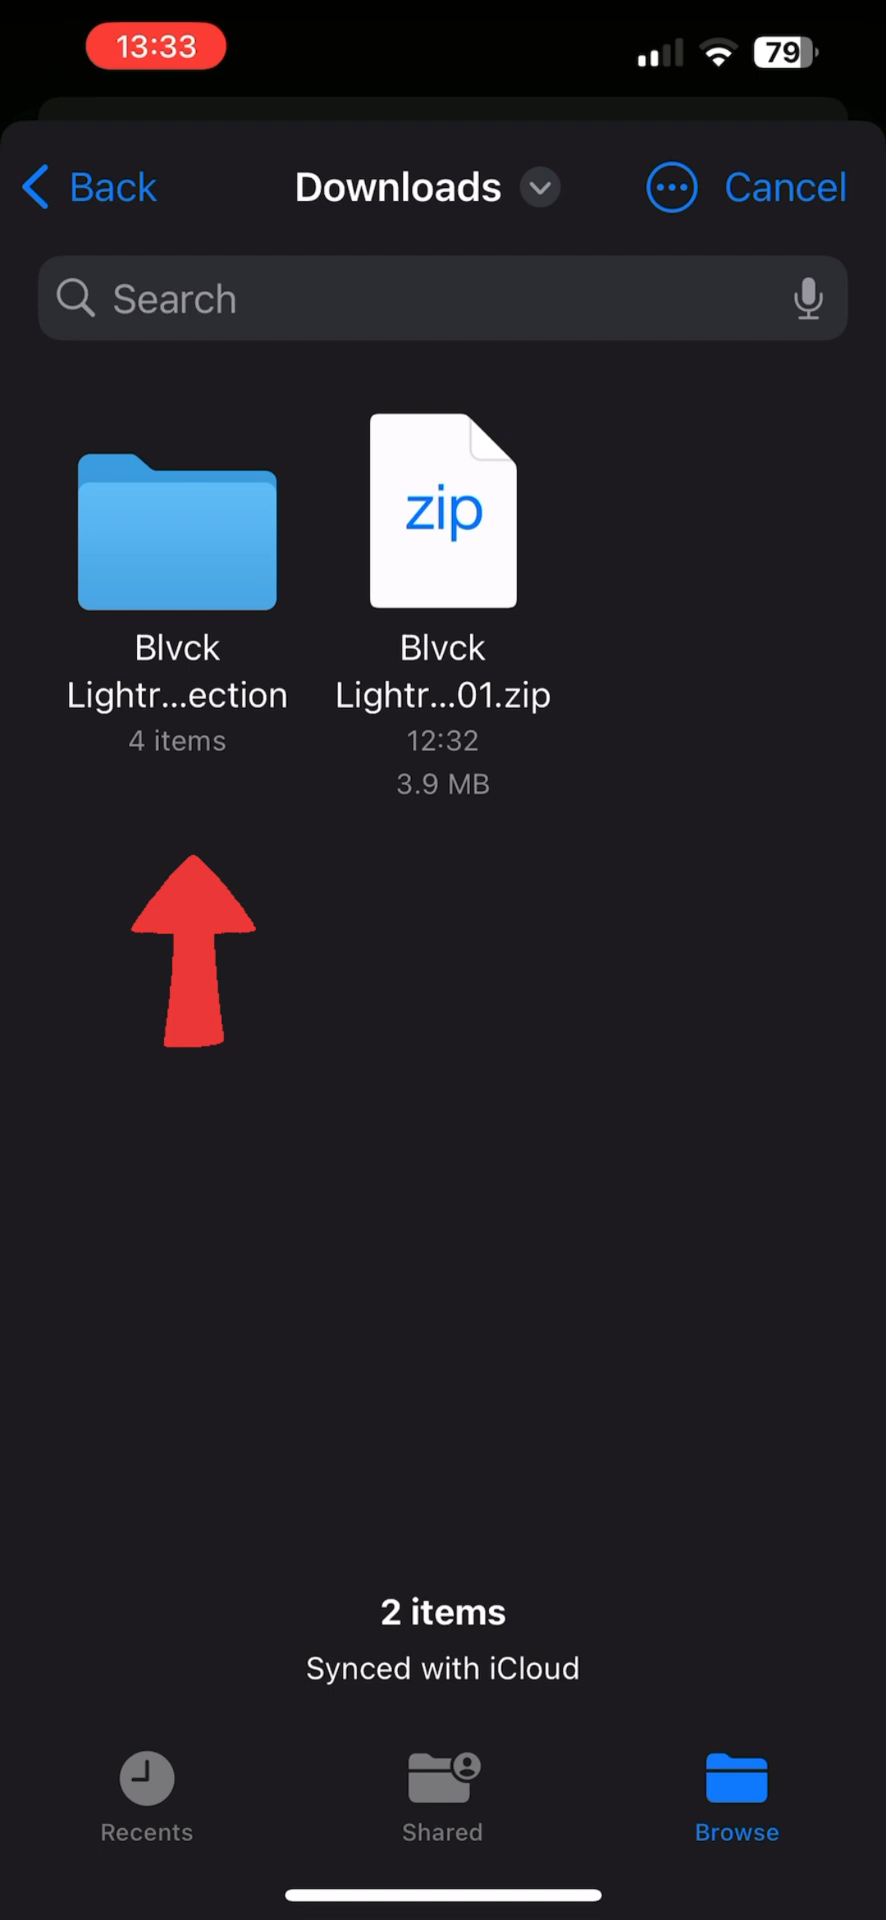 13:33
79
Back
Downloads
Cancel
Search
zip
Blvck
Lightr...ection
4 items
Blvck
Lightr...01.zip
12:32
3.9 MB
2 items
Synced with iCloud
Recents
Shared
Browse